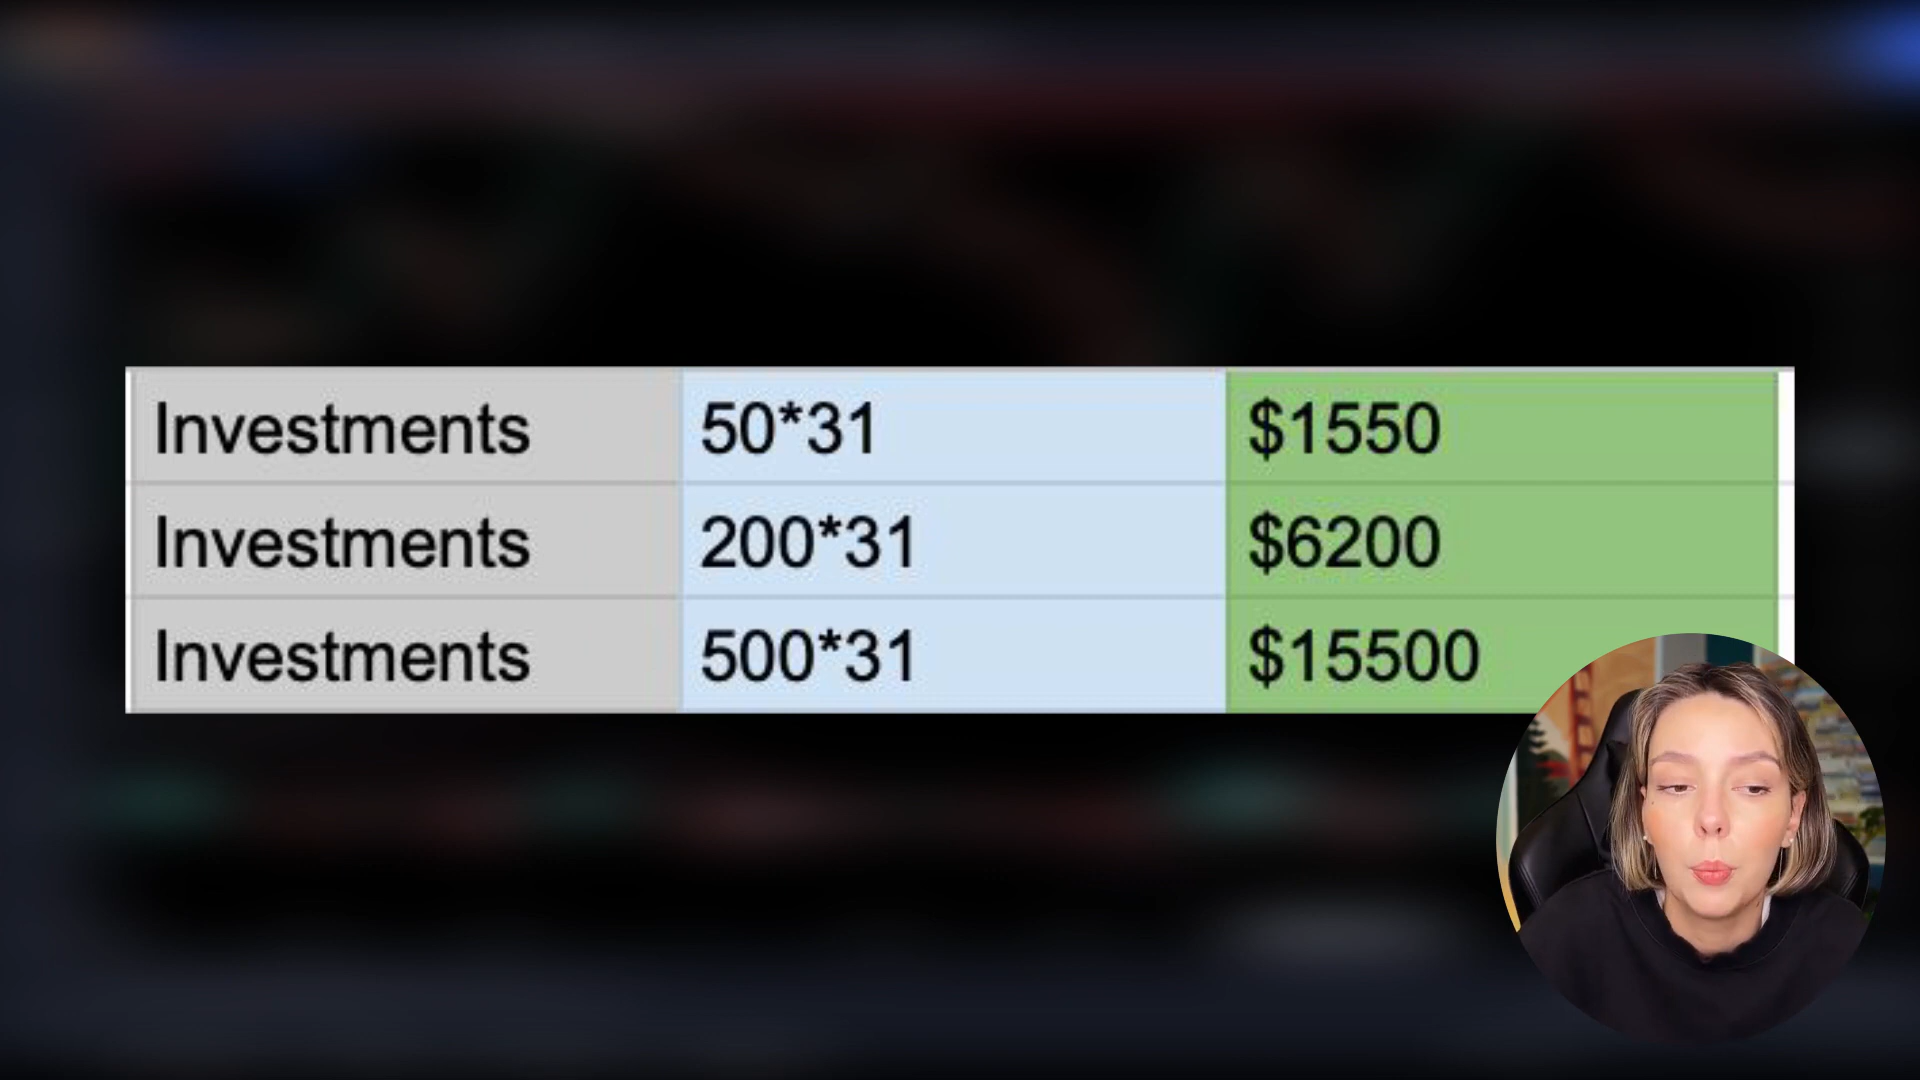 Investments 50*31 $1550
Investments 200*31 $6200
Investments 500*31 $15500